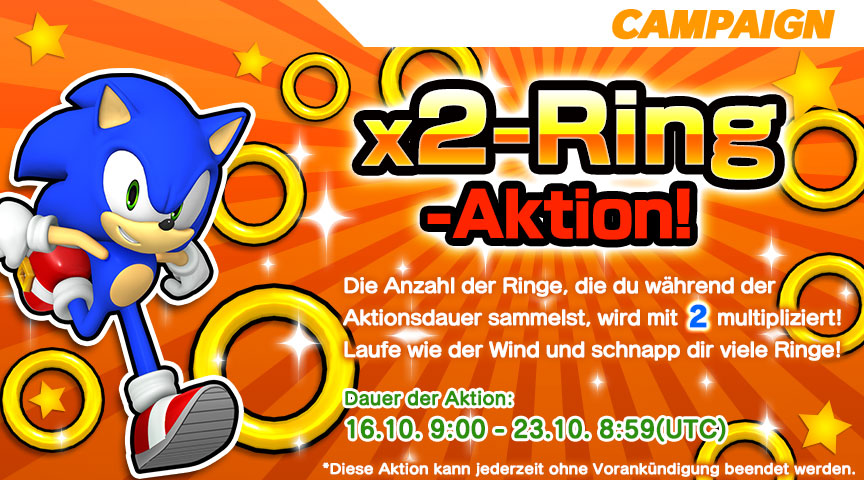 CAMPAIGN
x2-Ring
-Aktion!
Die Anzahl der Ringe, die du während der
Aktionsdauer sammelst, wird mit 2 multipliziert!
Laufe wie der Wind und schnapp dir viele Ringe!
Dauer der Aktion:
16.10. 9:00 - 23.10. 8:59(UTC)
*Diese Aktion kann jederzeit ohne Vorankündigung beendet werden.